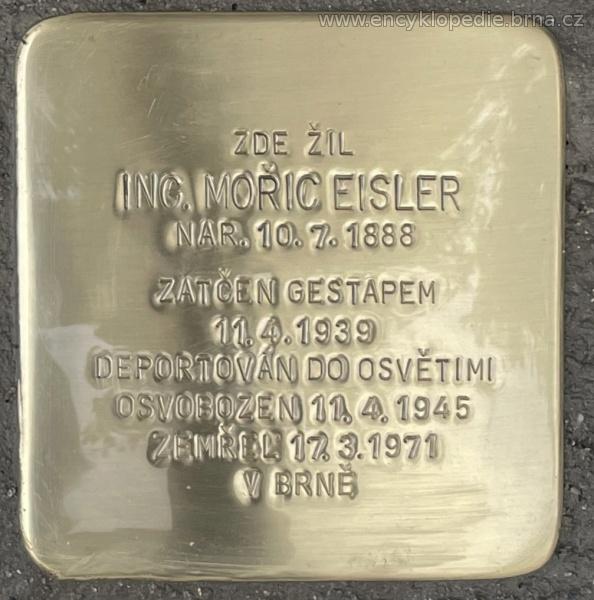 www.encyklopedie.brna.cz
ZDE ŽIL
ING. MOŘIC EISLER
NAR. 10. 7. 1888
ZATČEN GESTAPEM
11. 4. 1939
DEPORTOVÁN DO OSVĚTIMI
OSVOBOZEN 11. 4. 1945
ZEMŘEL 17. 3. 1971
V BRNĚ